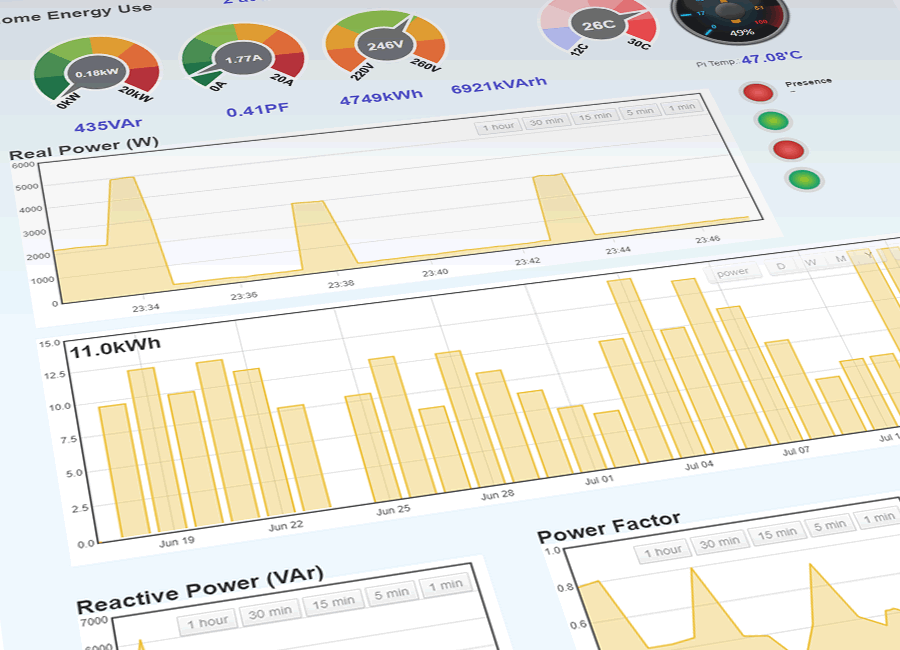 ome Energy Use
0.18kW
0kW
20kW
1.77A
0A
20A
246V
220V
260V
26C
12C
30C
17
51
0
100
49%
Pi Temp. 47.08'C
435VAr
0.41PF
4749kWh
6921kVArh
Presence
Real Power (W)
1 hour
30 min
15 min
5 min
1 min
6000
5000
4000
3000
2000
1000
0
23:34
23:36
23:38
23:40
23:42
23:44
23:46
11.0kWh
power
D
W
M
Y
15.0
12.5
10.0
7.5
5.0
2.5
0.0
Jun 19
Jun 22
Jun 25
Jun 28
Jul 01
Jul 04
Jul 07
Jul 1
Reactive Power (VAr)
1 hour
30 min
15 min
5 min
1 min
7000
6000
Power Factor
1 hour
30 min
15 min
5 min
1 min
1.0
0.8
0.6